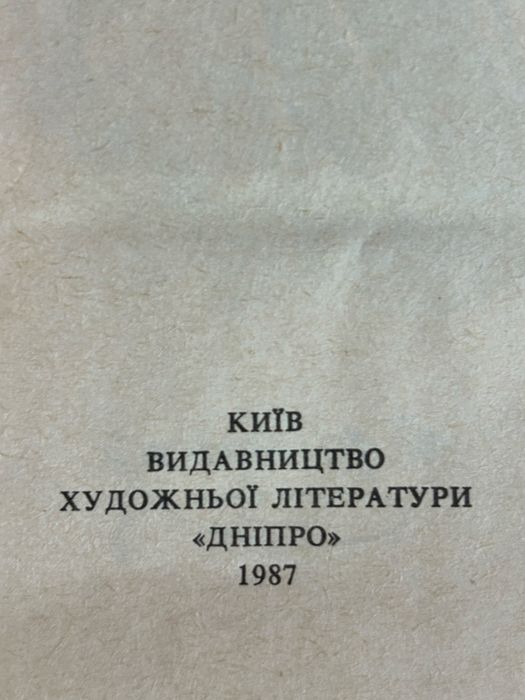 КИЇВ
ВИДАВНИЦТВО
ХУДОЖНЬОЇ ЛІТЕРАТУРИ
«ДНІПРО»
1987